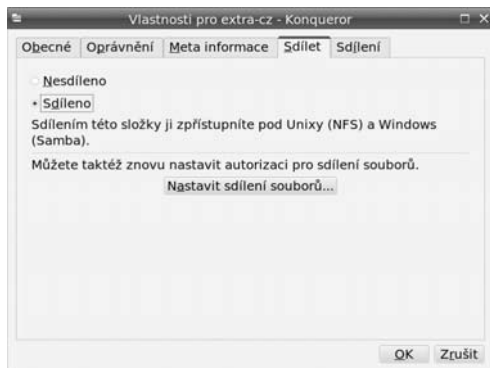 Vlastnosti pro extra-cz - Konqueror
Obecné Oprávnění Meta informace Sdílet Sdílení
Nesdíleno
Sdíleno
Sdílením této složky ji zpřístupníte pod Unixy (NFS) a Windows
(Samba).
Můžete taktéž znovu nastavit autorizaci pro sdílení souborů.
Nastavit sdílení souborů...
OK Zrušit